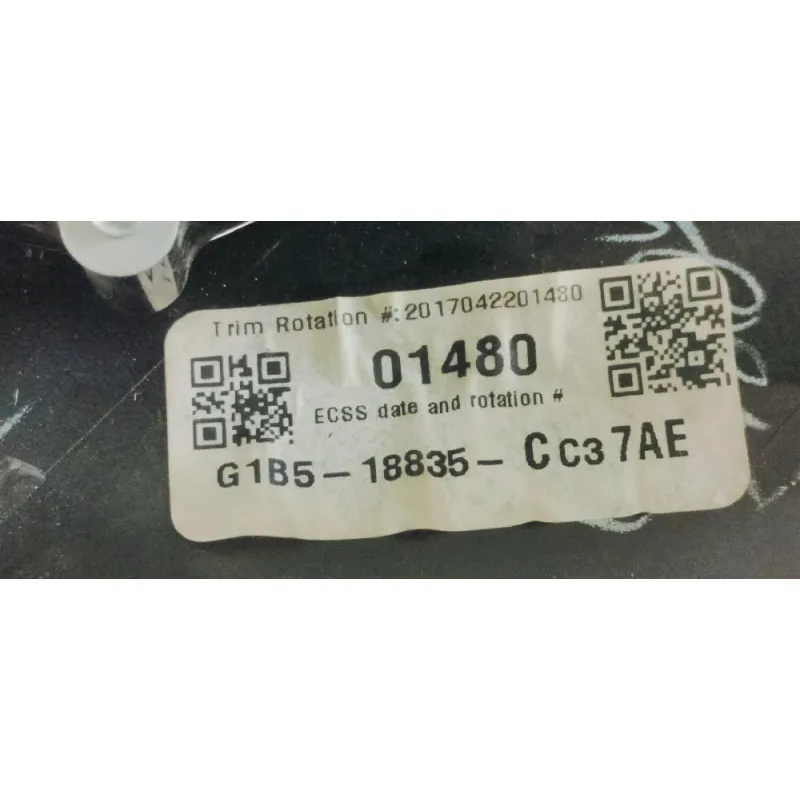 Trim Rotation #:2017042201480
01480
ECSS date and rotation #
G1B5-18835-CC37AE